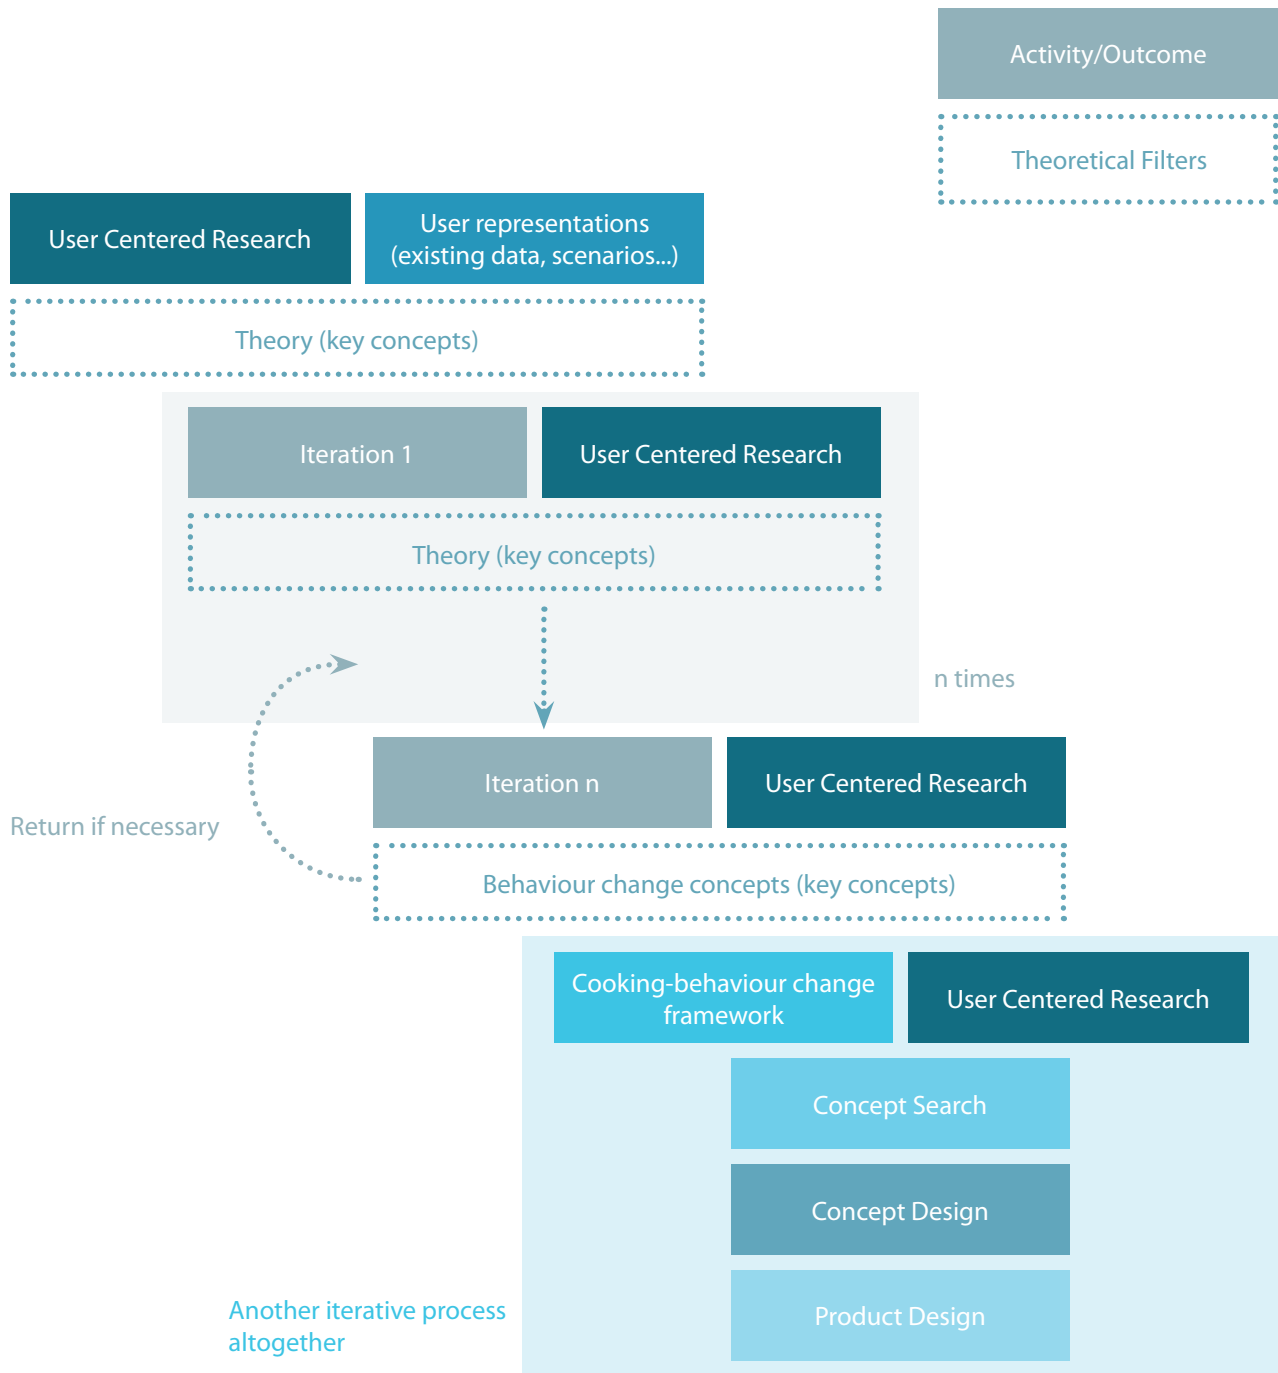 Activity/Outcome
Theoretical Filters
User Centered Research
User representations
(existing data, scenarios...)
Theory (key concepts)
Iteration 1
User Centered Research
Theory (key concepts)
n times
Iteration n
User Centered Research
Return if necessary
Behaviour change concepts (key concepts)
Cooking-behaviour change
framework
User Centered Research
Concept Search
Concept Design
Another iterative process
altogether
Product Design